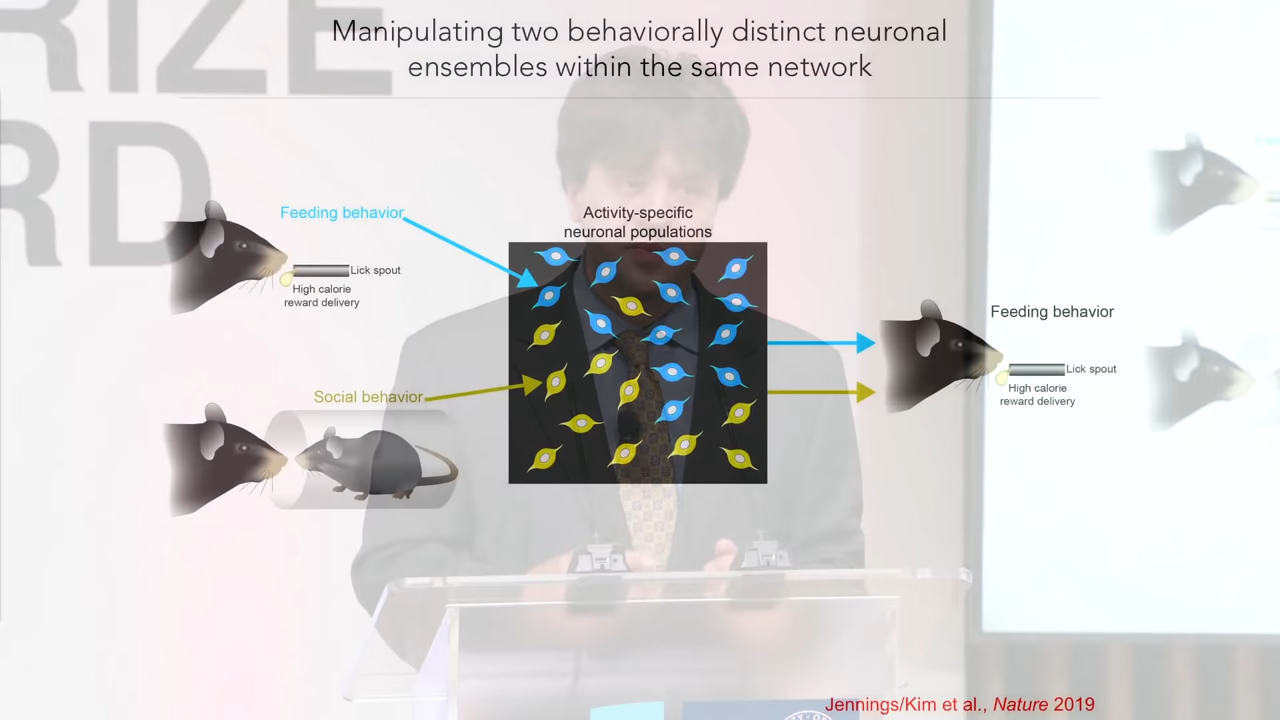 Manipulating two behaviorally distinct neuronal
ensembles within the same network
RIZE
RD
Feeding behavior
Lick spout
High calorie
reward delivery
Social behavior
Activity-specific
neuronal populations
Feeding behavior
Lick spout
High calorie
reward delivery
Jennings/Kim et al., Nature 2019